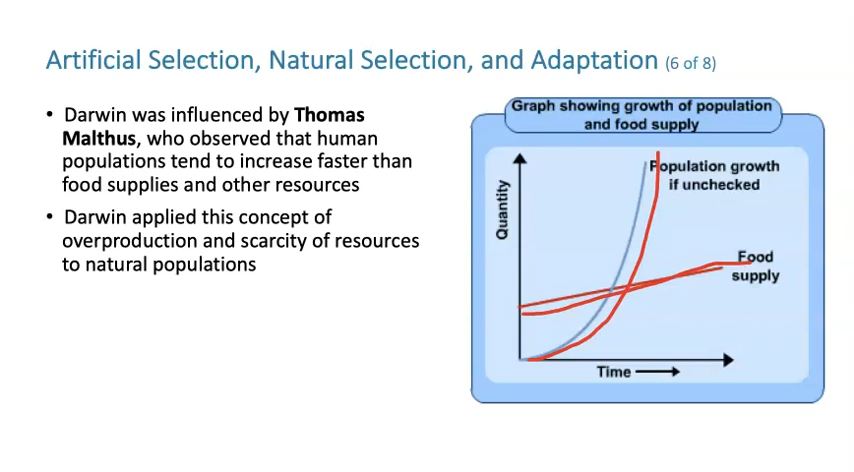 Artificial Selection, Natural Selection, and Adaptation (6 of 8)
• Darwin was influenced by Thomas
Malthus, who observed that human
populations tend to increase faster than
food supplies and other resources
• Darwin applied this concept of
overproduction and scarcity of resources
to natural populations
Graph showing growth of population
and food supply
Population growth
if unchecked
Quantity
Food
supply
Time